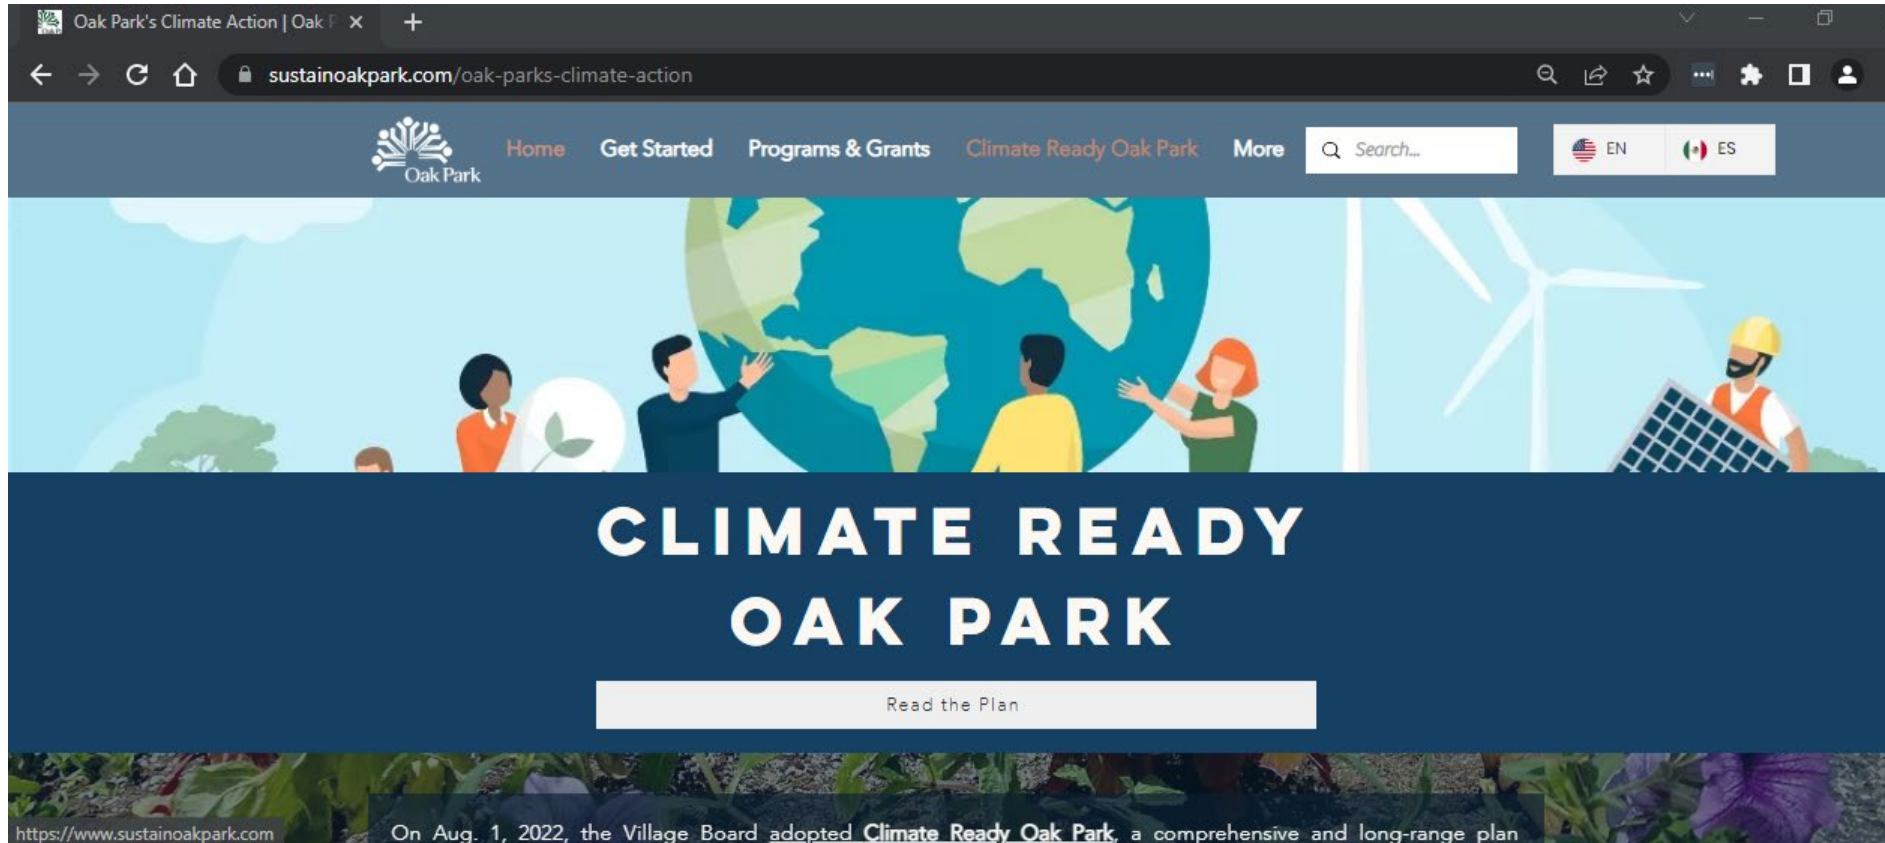 Oak Park's Climate Action | Oak P
sustainoakpark.com/oak-parks-climate-action
Oak Park
Home
Get Started
Programs & Grants
Climate Ready Oak Park
More
Search...
EN
ES
CLIMATE READY
OAK PARK
Read the Plan
On Aug. 1, 2022, the Village Board adopted Climate Ready Oak Park, a comprehensive and long-range plan
https://www.sustainoakpark.com